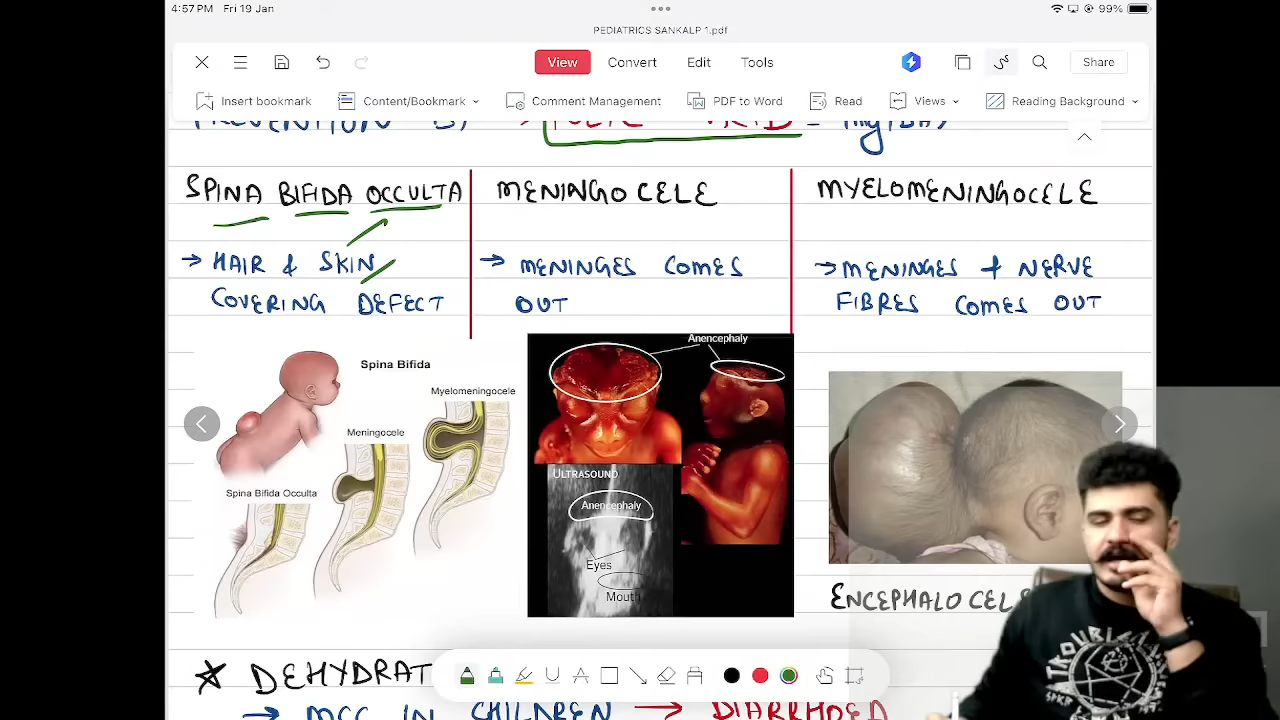 4:57 PM Fri 19 Jan
99%
PEDIATRICS SANKALP 1.pdf
View Convert Edit Tools Share
Insert bookmark Content/Bookmark Comment Management PDF to Word Read Views Reading Background
SPINA BIFIDA OCCULTA
→ HAIR & SKIN
COVERING DEFECT
MENINGOCELE
→ MENINGES COMES
OUT
MYELOMENINGOCELE
→ MENINGES + NERVE
FIBRES COMES OUT
Spina Bifida
Myelomeningocele
Meningocele
Spina Bifida Occulta
Anencephaly
ULTRASOUND
Anencephaly
Eyes
Mouth
ENCEPHALOCEL
★ DEHYDRAT
→ MCC IN CHILDREN → DIARRHOEA